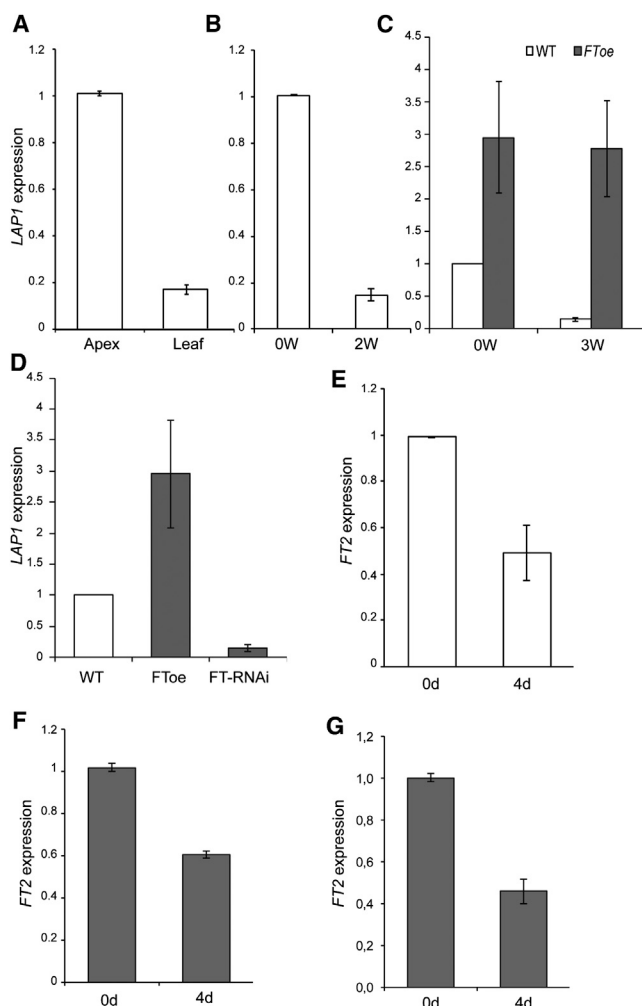 A
LAP1 expression
1.2
1
0.8
0.6
0.4
0.2
0
Apex Leaf
B
1.2
1
0.8
0.6
0.4
0.2
0
0W 2W
C
WT FToe
4.5
4
3.5
3
2.5
2
1.5
1
0.5
0
0W 3W
D
LAP1 expression
4.5
4
3.5
3
2.5
2
1.5
1
0.5
0
WT FToe FT-RNAi
E
FT2 expression
1.2
1
0.8
0.6
0.4
0.2
0
0d 4d
F
FT2 expression
1.2
1
0.8
0.6
0.4
0.2
0
0d 4d
G
FT2 expression
1,2
1,0
0,8
0,6
0,4
0,2
0,0
0d 4d